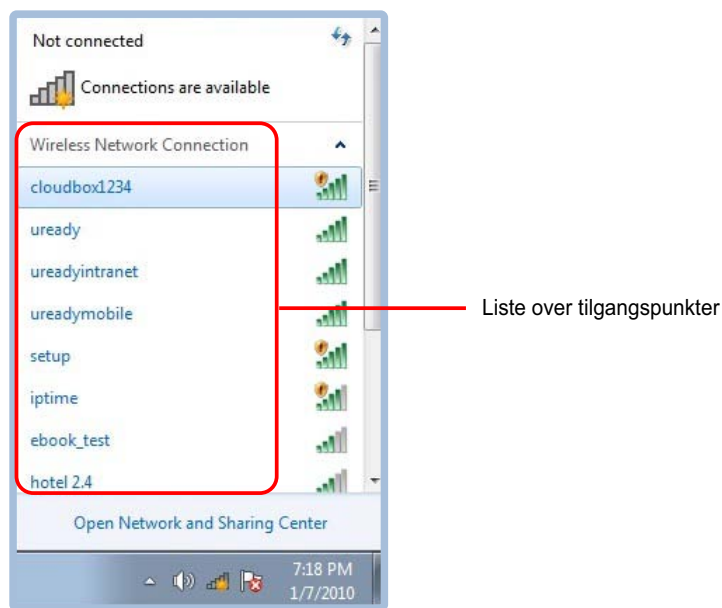 Not connected
Connections are available
Wireless Network Connection
cloudbox1234
uready
ureadyintranet
ureadymobile
Liste over tilgangspunkter
setup
iptime
ebook_test
hotel 2.4
Open Network and Sharing Center
7:18 PM
1/7/2010